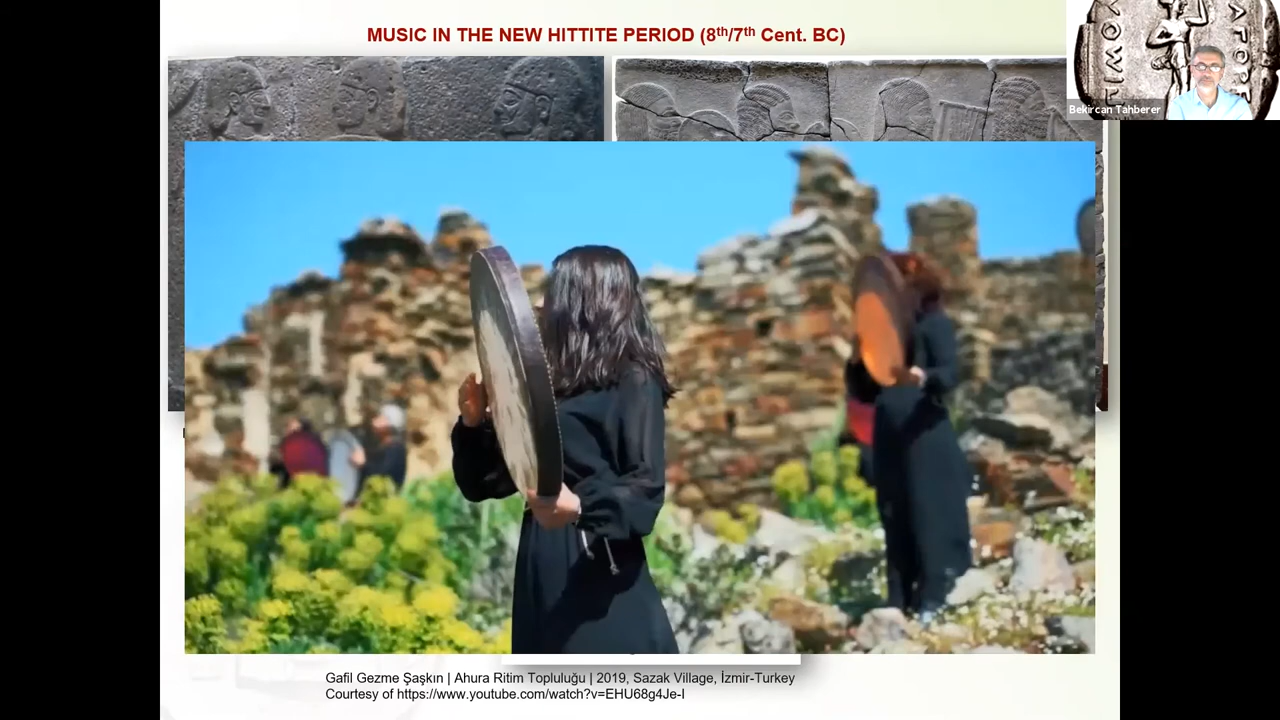 MUSIC IN THE NEW HITTITE PERIOD (8th/7th Cent. BC)
Bekircan Tahberer
Gafil Gezme Şaşkın | Ahura Ritim Topluluğu | 2019, Sazak Village, İzmir-Turkey
Courtesy of https://www.youtube.com/watch?v=EHU68g4Je-I